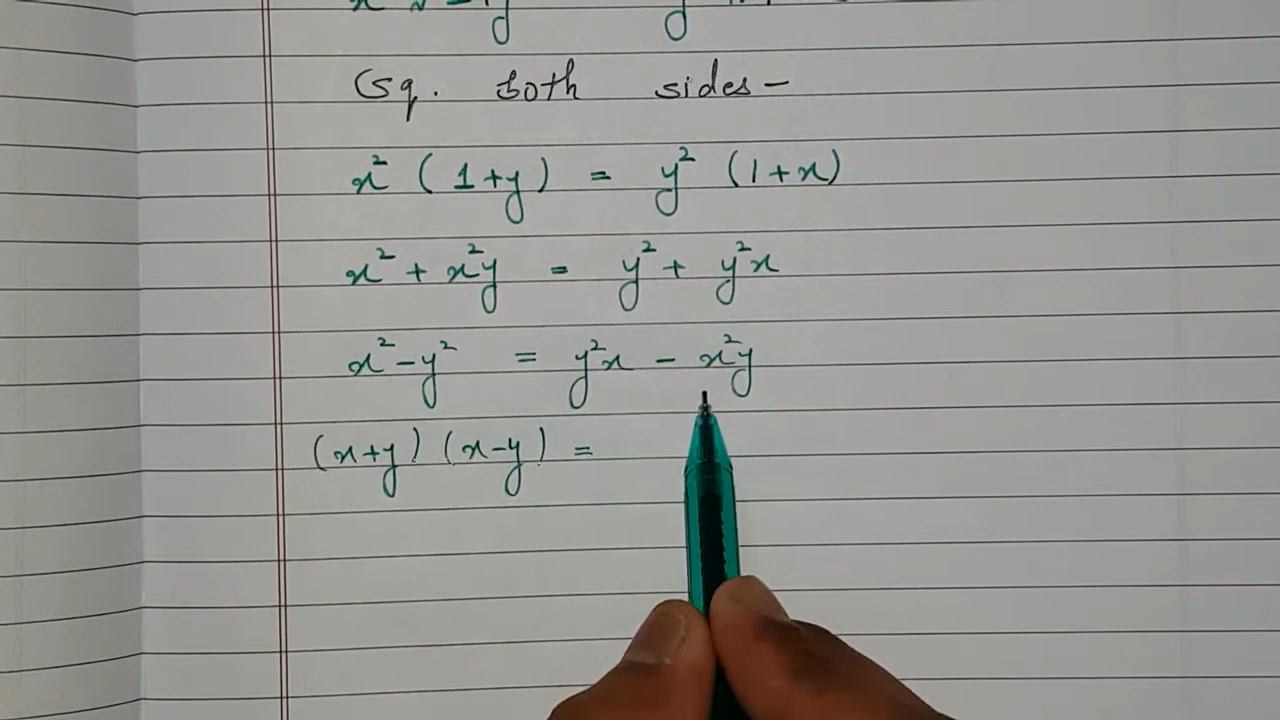 Sq. both sides-
x² (1+y) = y² (1+x)
x² + x²y = y² + y²x
x² - y² = y²x - x²y
(x+y) (x-y) =